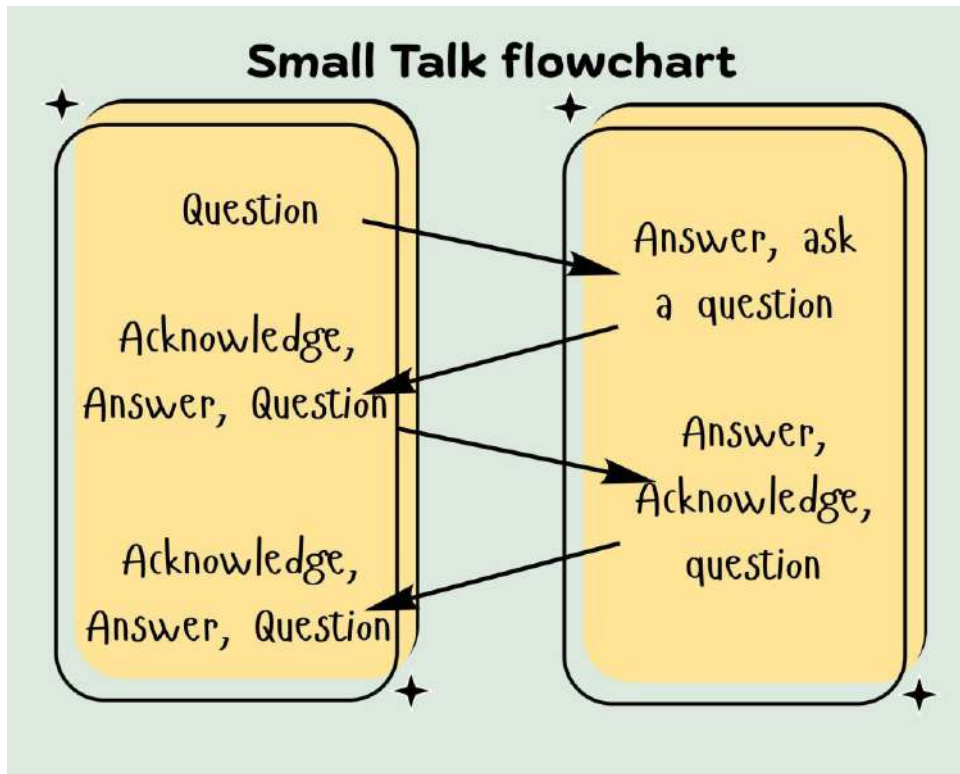 Small Talk flowchart
Question
Answer, ask
a question
Acknowledge,
Answer, Question
Answer,
Acknowledge,
question
Acknowledge,
Answer, Question